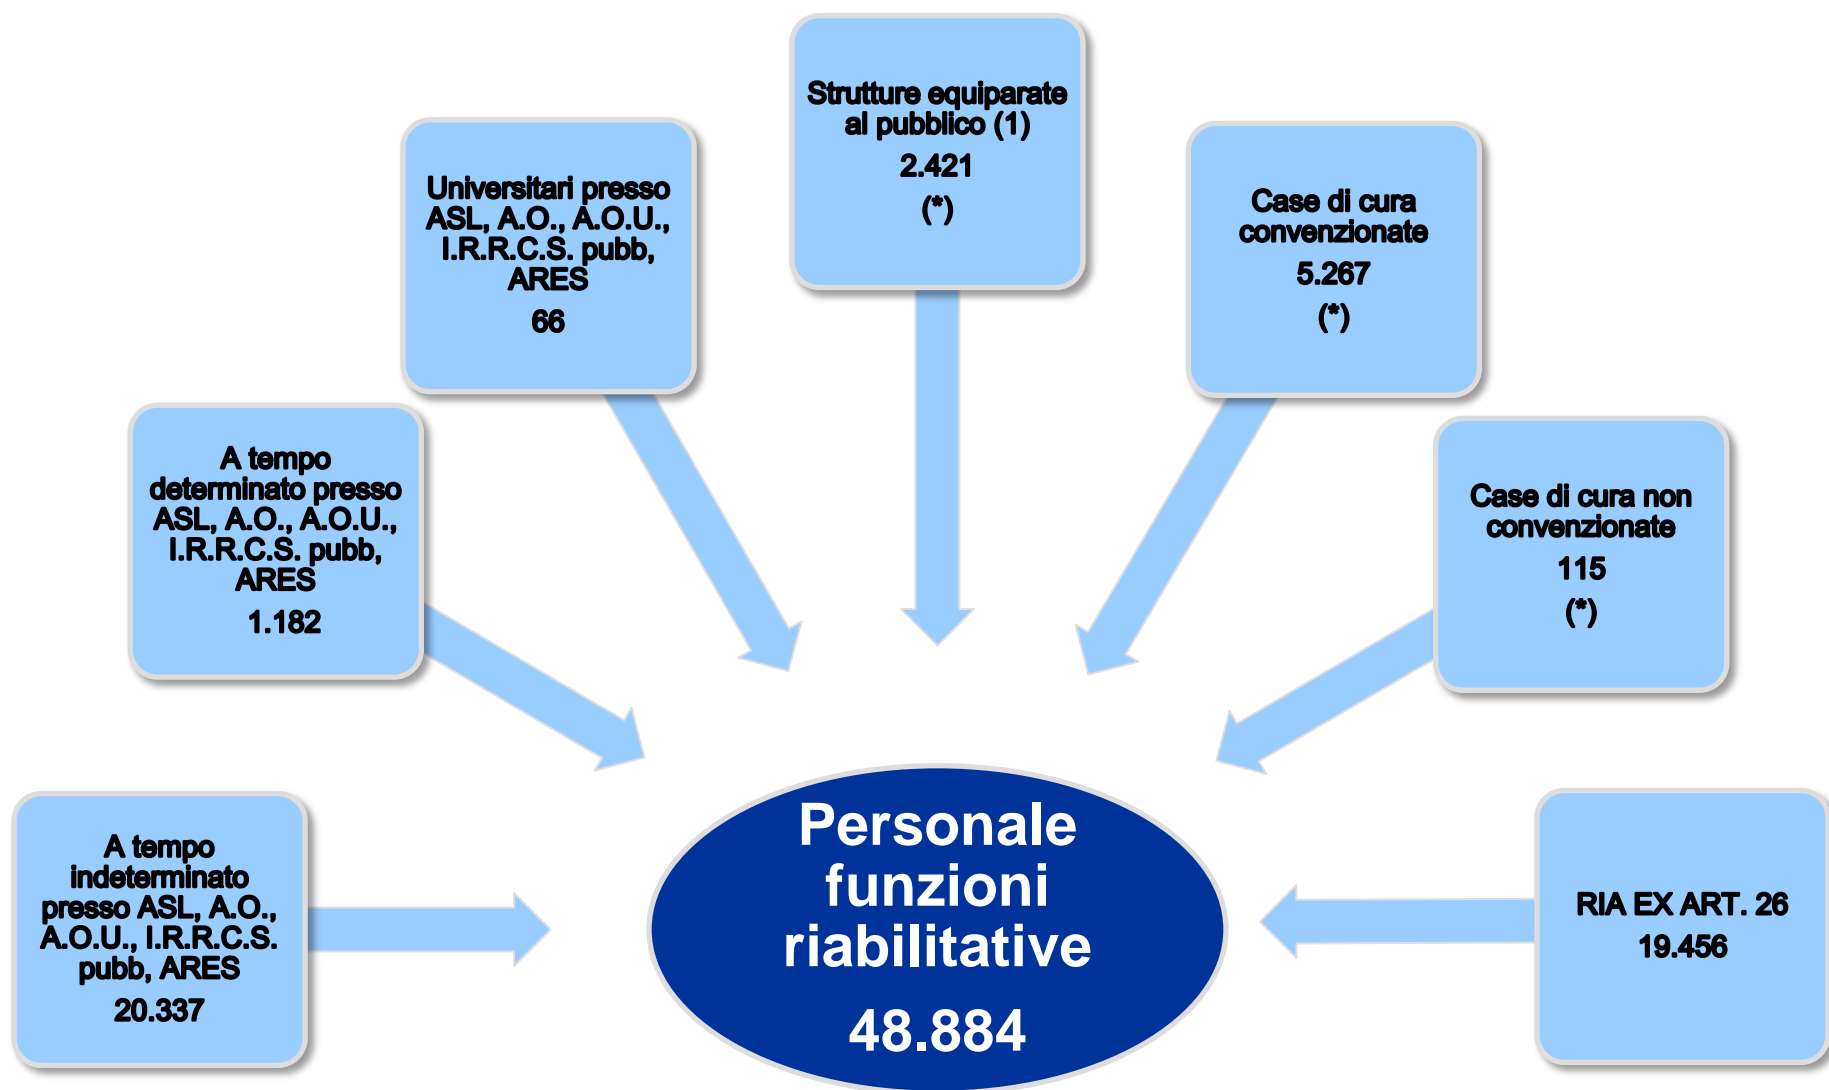 Strutture equiparate
al pubblico (1)
2.421
(*)
Universitari presso
ASL, A.O., A.O.U.,
I.R.R.C.S. pubb,
ARES
66
Case di cura
convenzionate
5.267
(*)
A tempo
determinato presso
ASL, A.O., A.O.U.,
I.R.R.C.S. pubb,
ARES
1.182
Case di cura non
convenzionate
115
(*)
A tempo
indeterminato
presso ASL, A.O.,
A.O.U., I.R.R.C.S.
pubb, ARES
20.337
Personale
funzioni
riabilitative
48.884
RIA EX ART. 26
19.456